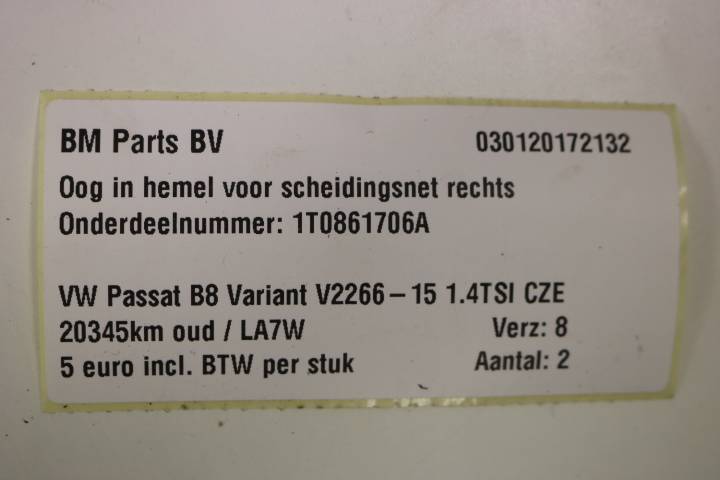 BM Parts BV 030120172132
Oog in hemel voor scheidingsnet rechts
Onderdeelnummer: 1T0861706A
VW Passat B8 Variant V2266-15 1.4TSI CZE
20345km oud / LA7W Verz: 8
5 euro incl. BTW per stuk Aantal: 2